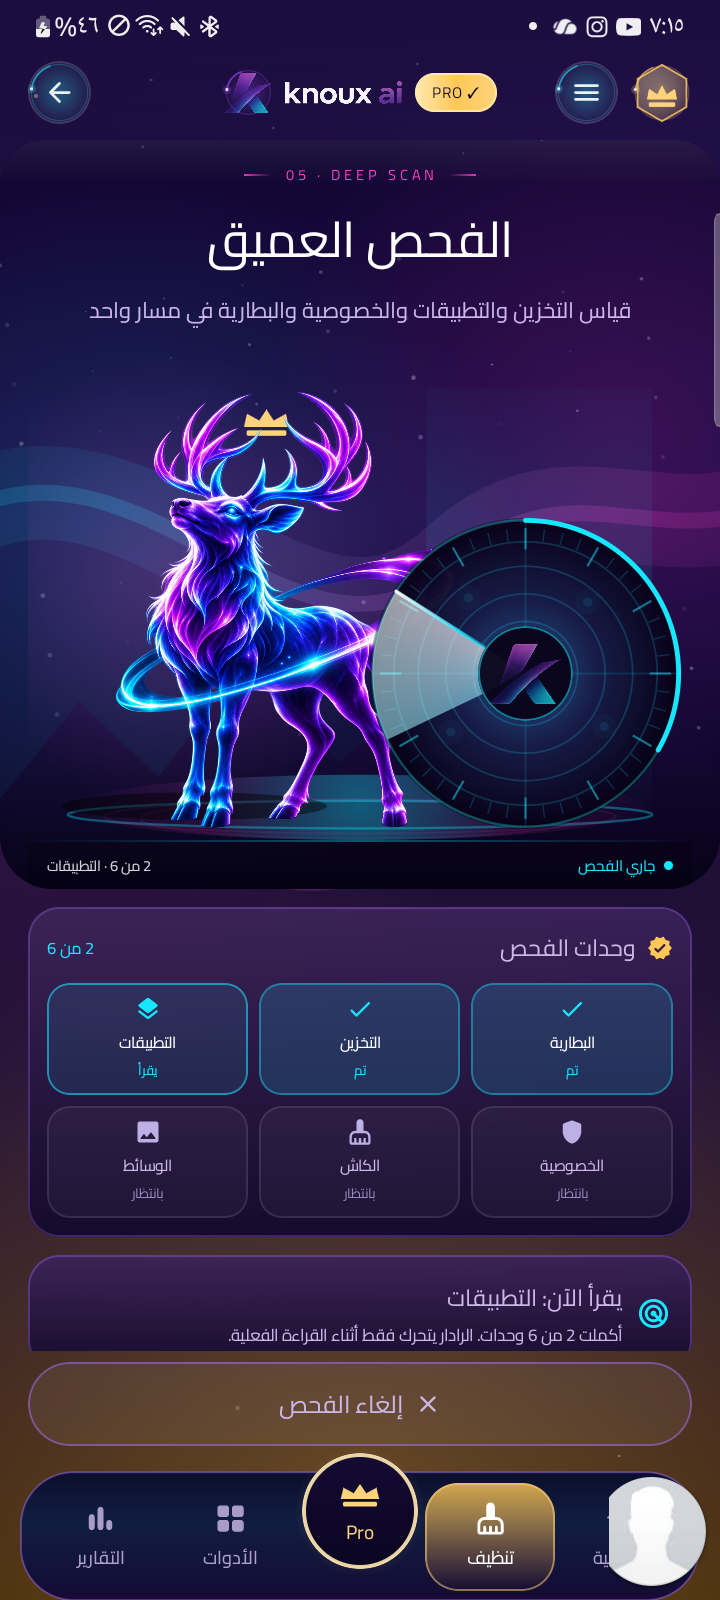 ٧:١٥
%٤٦
knoux ai
PRO ✓
05 · DEEP SCAN
الفحص العميق
قياس التخزين والتطبيقات والخصوصية والبطارية في مسار واحد
جاري الفحص
2 من 6 · التطبيقات
وحدات الفحص
2 من 6
البطارية
تم
التخزين
تم
التطبيقات
يقرأ
الخصوصية
بانتظار
الكاش
بانتظار
الوسائط
بانتظار
يقرأ الآن: التطبيقات
أكملت 2 من 6 وحدات. الرادار يتحرك فقط أثناء القراءة الفعلية.
إلغاء الفحص
تنظيف
Pro
الأدوات
التقارير